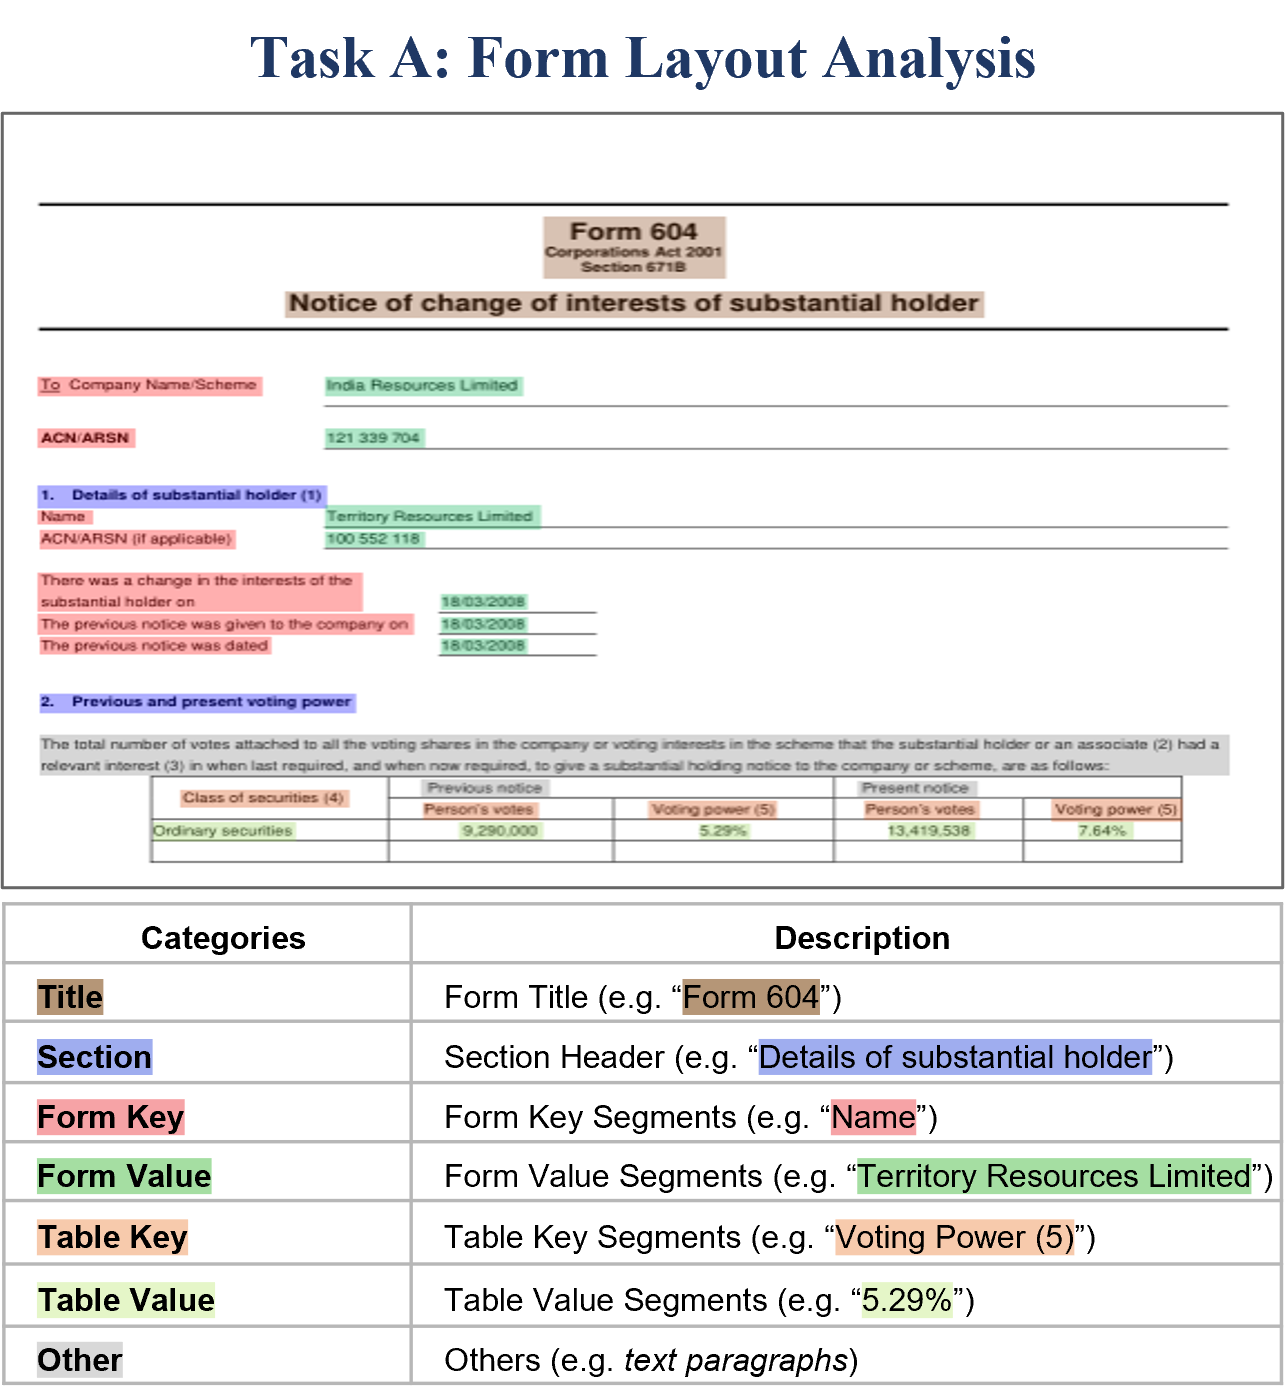 Task A: Form Layout Analysis
Form 604
Corporations Act 2001
Section 671B
Notice of change of interests of substantial holder
To Company Name/Scheme India Resources Limited
ACN/ARSN 121 339 704
1. Details of substantial holder (1)
Name Territory Resources Limited
ACN/ARSN (if applicable) 100 552 118
There was a change in the interests of the
substantial holder on 18/03/2008
The previous notice was given to the company on 18/03/2008
The previous notice was dated 18/03/2008
2. Previous and present voting power
The total number of votes attached to all the voting shares in the company or voting interests in the scheme that the substantial holder or an associate (2) had a
relevant interest (3) in when last required, and when now required, to give a substantial holding notice to the company or scheme, are as follows:
Class of securities (4) Previous notice Present notice
Person's votes Voting power (5) Person's votes Voting power (5)
Ordinary securities 9,290,000 5.29% 13,419,538 7.64%
Categories Description
Title Form Title (e.g. “Form 604”)
Section Section Header (e.g. “Details of substantial holder”)
Form Key Form Key Segments (e.g. “Name”)
Form Value Form Value Segments (e.g. “Territory Resources Limited”)
Table Key Table Key Segments (e.g. “Voting Power (5)”)
Table Value Table Value Segments (e.g. “5.29%”)
Other Others (e.g. text paragraphs)